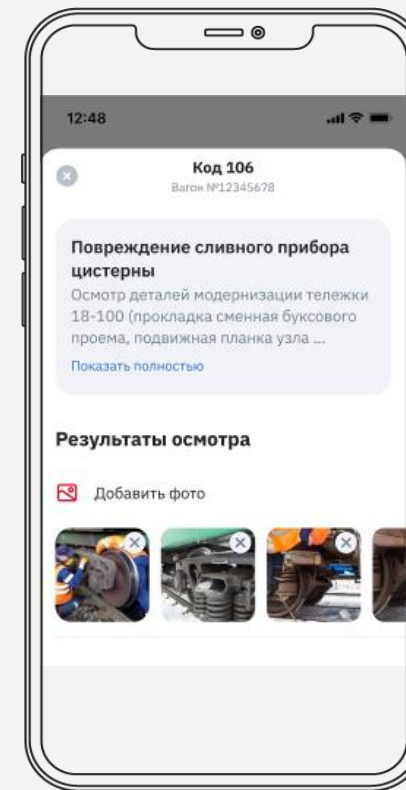 12:48
Код 106
Вагон №12345678
Повреждение сливного прибора
цистерны
Осмотр деталей модернизации тележки
18-100 (прокладка сменная буксового
проема, подвижная планка узла ...
Показать полностью
Результаты осмотра
Добавить фото